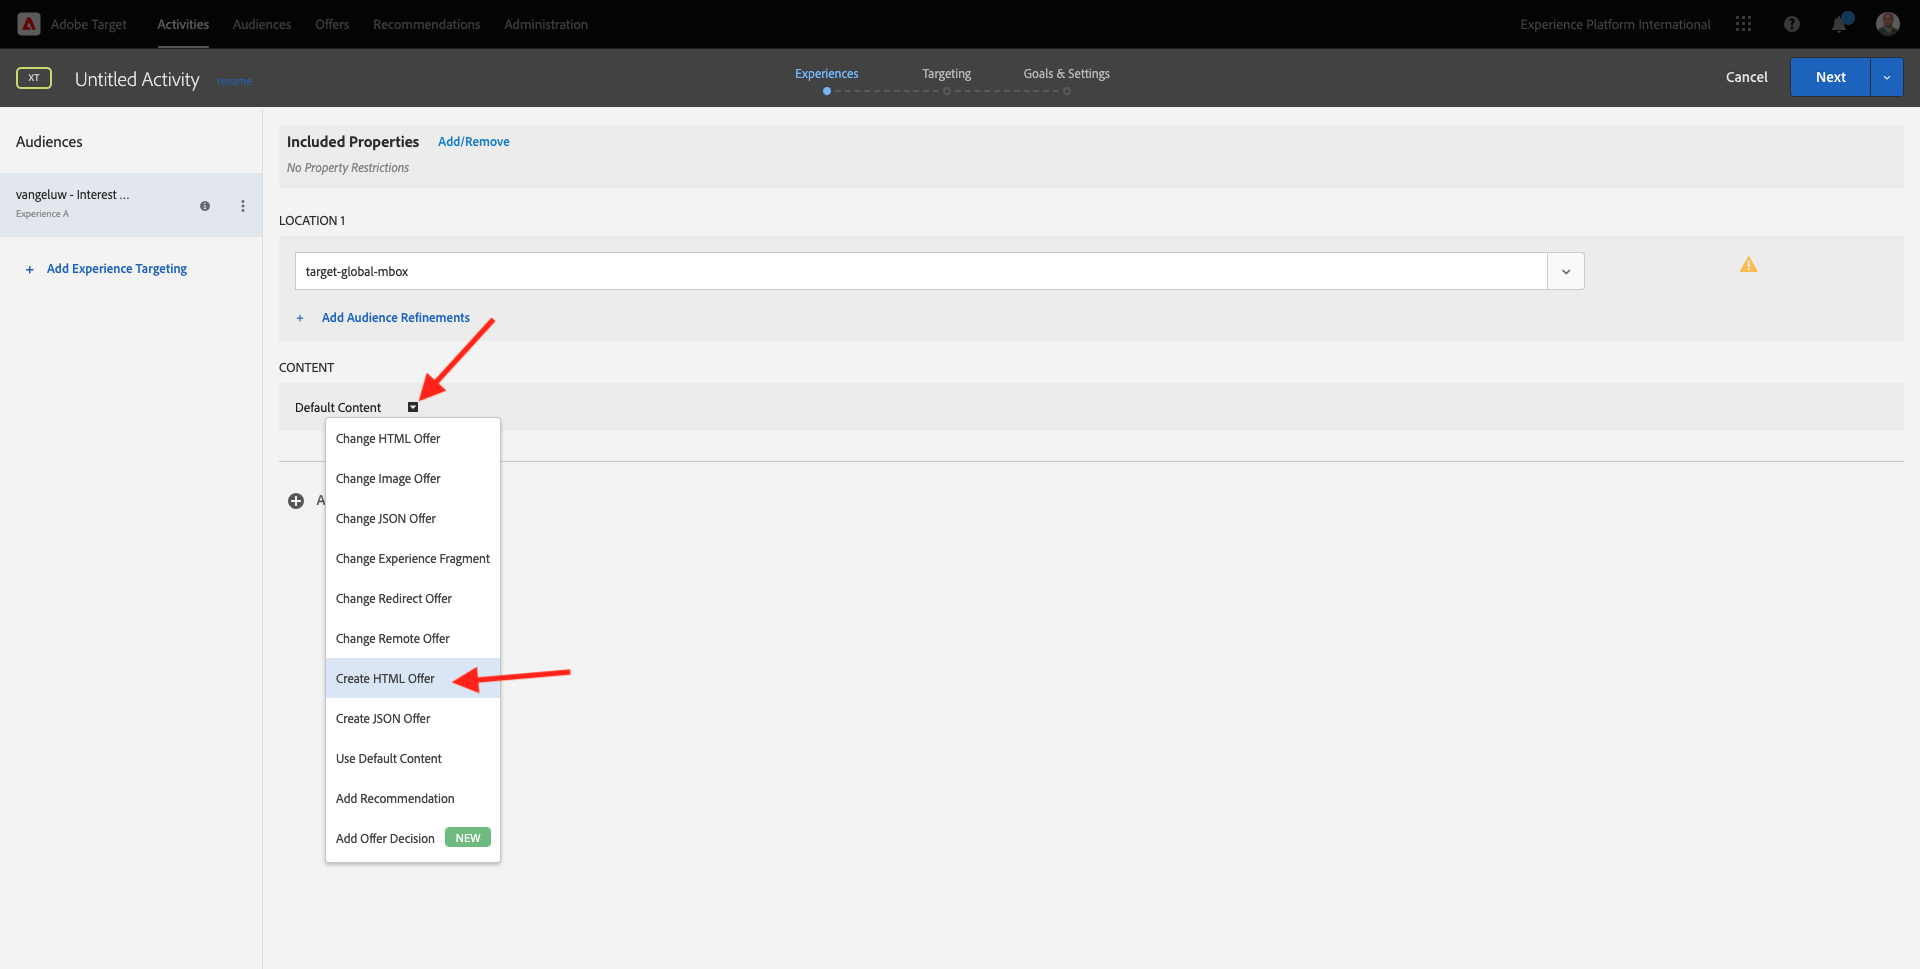 Adobe Target
Activities
Audiences
Offers
Recommendations
Administration
Experience Platform International
XT
Untitled Activity
rename
Experiences
Targeting
Goals & Settings
Cancel
Next
Audiences
vangeluw - Interest ...
Experience A
+ Add Experience Targeting
Included Properties
Add/Remove
No Property Restrictions
LOCATION 1
target-global-mbox
+ Add Audience Refinements
CONTENT
Default Content
Change HTML Offer
Change Image Offer
A
Change JSON Offer
Change Experience Fragment
Change Redirect Offer
Change Remote Offer
Create HTML Offer
Create JSON Offer
Use Default Content
Add Recommendation
Add Offer Decision
NEW